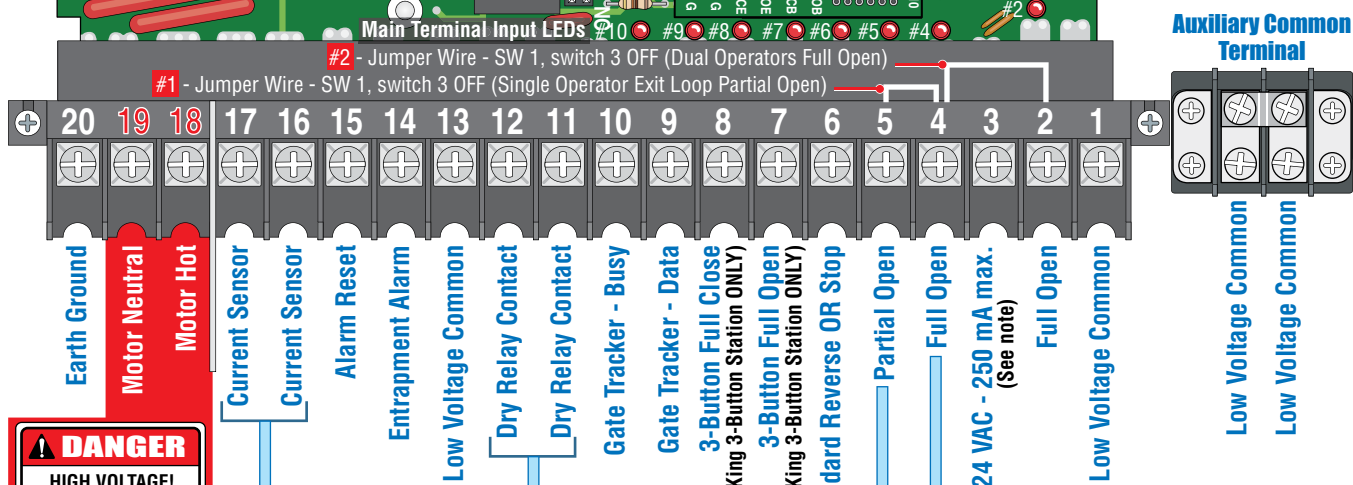 Main Terminal Input LEDs
#10 #9 #8 #7 #6 #5 #4
#2
#2 - Jumper Wire - SW 1, switch 3 OFF (Dual Operators Full Open)
#1 - Jumper Wire - SW 1, switch 3 OFF (Single Operator Exit Loop Partial Open)
Auxiliary Common
Terminal
20 19 18 17 16 15 14 13 12 11 10 9 8 7 6 5 4 3 2 1
Earth Ground
Motor Neutral
Motor Hot
Current Sensor
Current Sensor
Alarm Reset
Entrapment Alarm
Low Voltage Common
Dry Relay Contact
Dry Relay Contact
Gate Tracker - Busy
Gate Tracker - Data
3-Button Full Close
King 3-Button Station ONLY)
3-Button Full Open
King 3-Button Station ONLY)
dard Reverse OR Stop
Partial Open
Full Open
24 VAC - 250 mA max.
(See note)
Full Open
Low Voltage Common
Low Voltage Common
Low Voltage Common
DANGER
HIGH VOLTAGE!